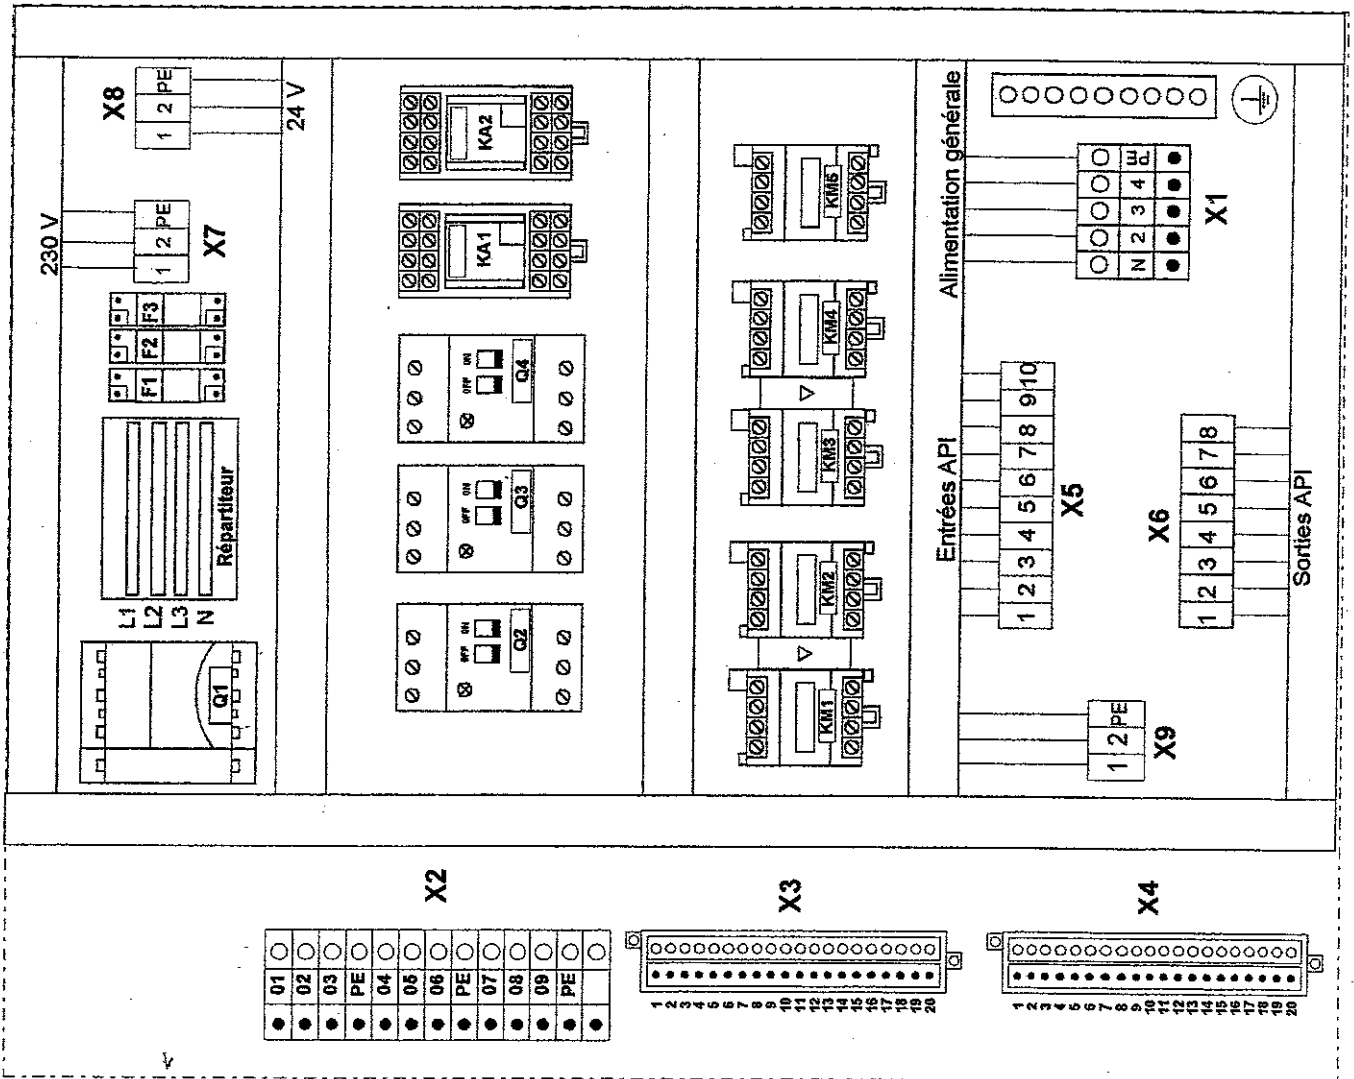 X8
1 2 PE
24 V
230 V
1 2 PE
X7
F1 F2 F3
L1
L2
L3
N
Répartiteur
Q1
KA2
KA1
OFF ON
Q4
OFF ON
Q3
OFF ON
Q2
KM5
KM4
KM3
KM2
KM1
Alimentation générale
N 2 3 4 PE
X1
Entrées API
1 2 3 4 5 6 7 8 9 10
X5
X6
1 2 3 4 5 6 7 8
Sorties API
1 2 PE
X9
X2
01
02
03
PE
04
05
06
PE
07
08
09
PE
X3
1 2 3 4 5 6 7 8 9 10 11 12 13 14 15 16 17 18 19 20
X4
1 2 3 4 5 6 7 8 9 10 11 12 13 14 15 16 17 18 19 20